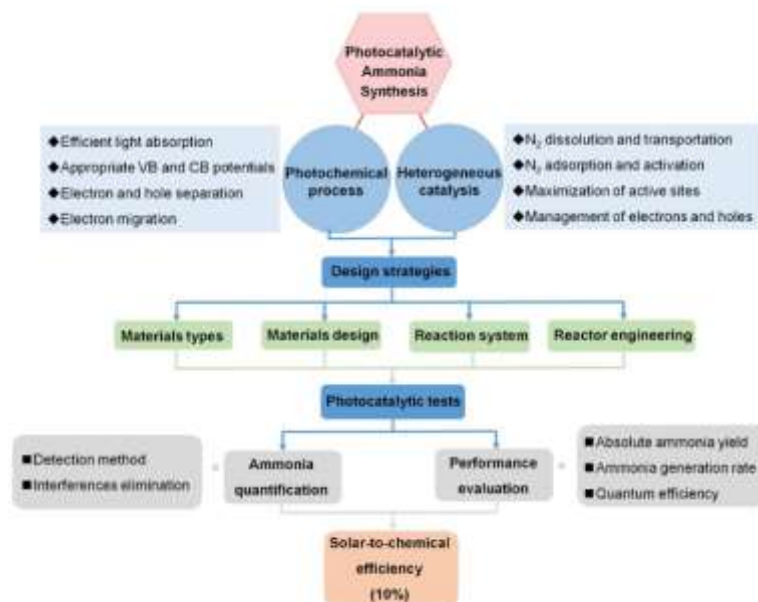 Photocatalytic
Ammonia
Synthesis
◆Efficient light absorption
◆Appropriate VB and CB potentials
◆Electron and hole separation
◆Electron migration
Photochemical
process
Heterogeneous
catalysis
◆N₂ dissolution and transportation
◆N₂ adsorption and activation
◆Maximization of active sites
◆Management of electrons and holes
Design strategies
Materials types
Materials design
Reaction system
Reactor engineering
Photocatalytic tests
■Detection method
■Interferences elimination
Ammonia
quantification
Performance
evaluation
■Absolute ammonia yield
■Ammonia generation rate
■Quantum efficiency
Solar-to-chemical
efficiency
(10%)